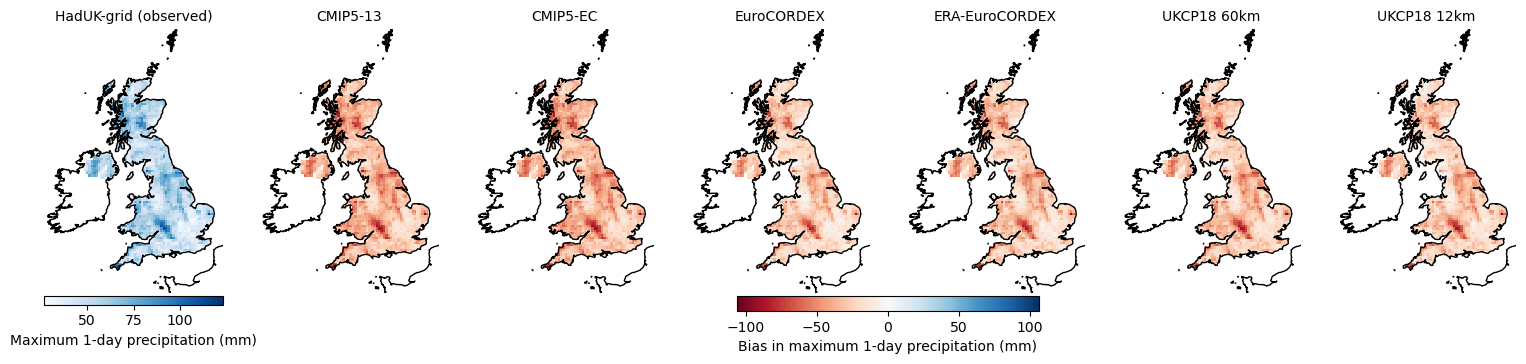 HadUK-grid (observed)
CMIP5-13
CMIP5-EC
EuroCORDEX
ERA-EuroCORDEX
UKCP18 60km
UKCP18 12km
50 75 100
Maximum 1-day precipitation (mm)
−100 −50 0 50 100
Bias in maximum 1-day precipitation (mm)